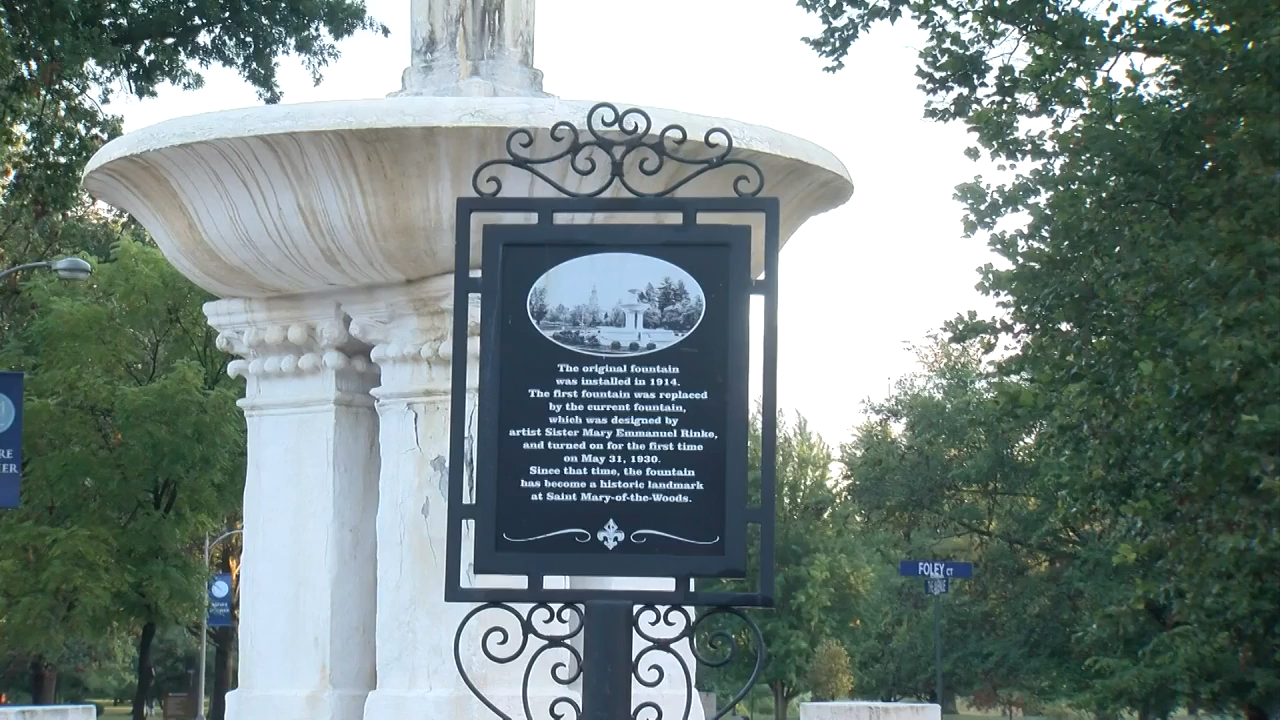 The original fountain
was installed in 1914.
The first fountain was replaced
by the current fountain,
which was designed by
artist Sister Mary Emmanuel Rinke,
and turned on for the first time
on May 31, 1930.
Since that time, the fountain
has become a historic landmark
at Saint Mary-of-the-Woods.
FOLEY CT